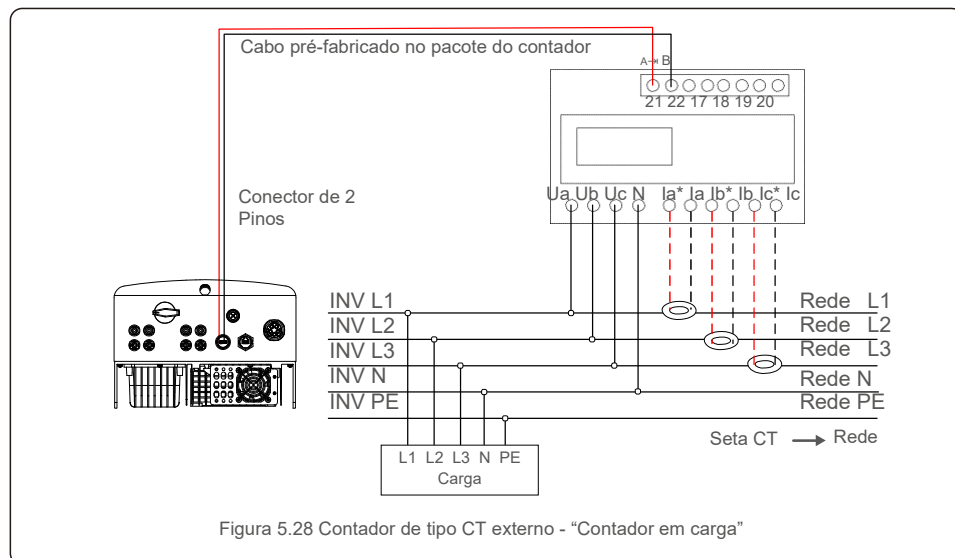 Cabo pré-fabricado no pacote do contador
A B
21 22 17 18 19 20
Conector de 2
Pinos
Ua Ub Uc N Ia* Ia Ib* Ib Ic* Ic
INV L1 Rede L1
INV L2 Rede L2
INV L3 Rede L3
INV N Rede N
INV PE Rede PE
Seta CT → Rede
L1 L2 L3 N PE
Carga
Figura 5.28 Contador de tipo CT externo - “Contador em carga”